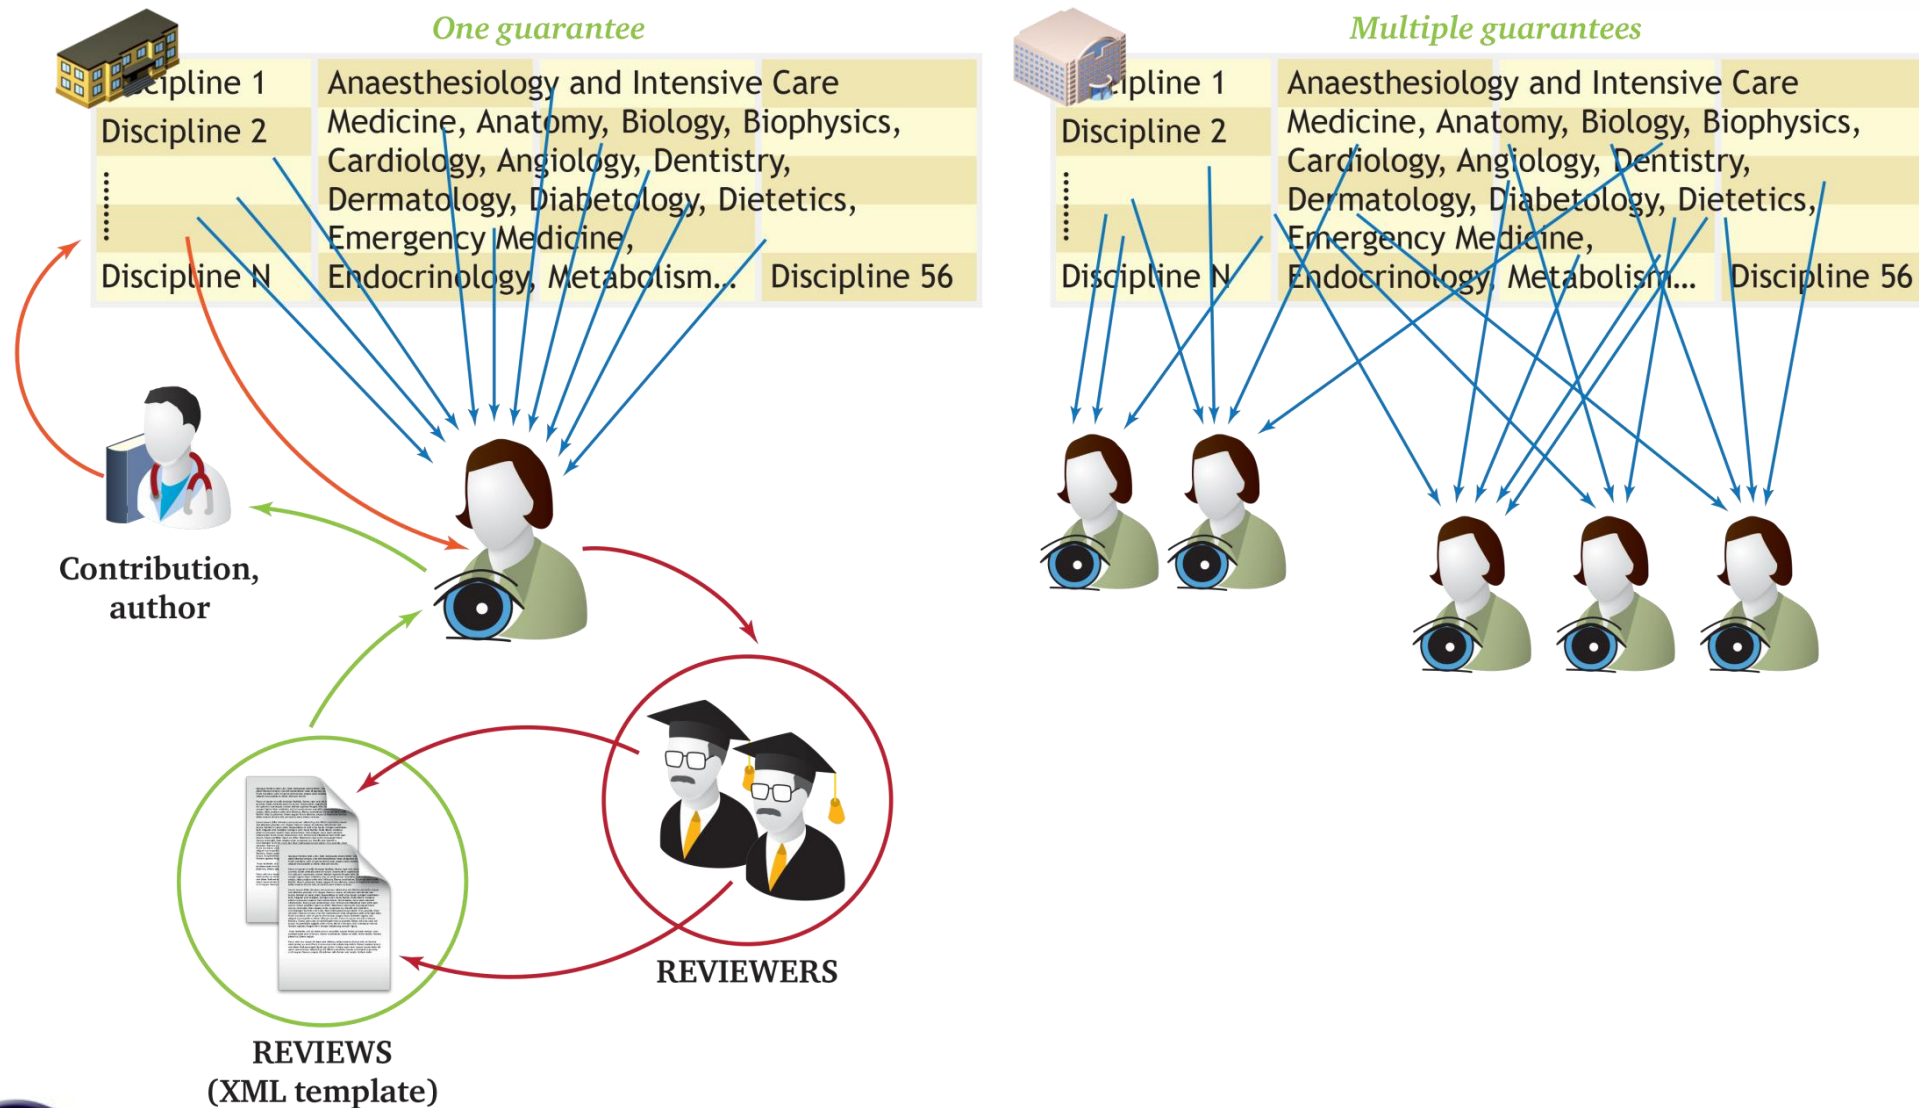 One guarantee
cipline 1
Discipline 2
Discipline N
Anaesthesiology and Intensive Care
Medicine, Anatomy, Biology, Biophysics,
Cardiology, Angiology, Dentistry,
Dermatology, Diabetology, Dietetics,
Emergency Medicine,
Endocrinology, Metabolism...
Discipline 56
Multiple guarantees
ipline 1
Discipline 2
Discipline N
Anaesthesiology and Intensive Care
Medicine, Anatomy, Biology, Biophysics,
Cardiology, Angiology, Dentistry,
Dermatology, Diabetology, Dietetics,
Emergency Medicine,
Endocrinology, Metabolism...
Discipline 56
Contribution,
author
REVIEWERS
REVIEWS
(XML template)